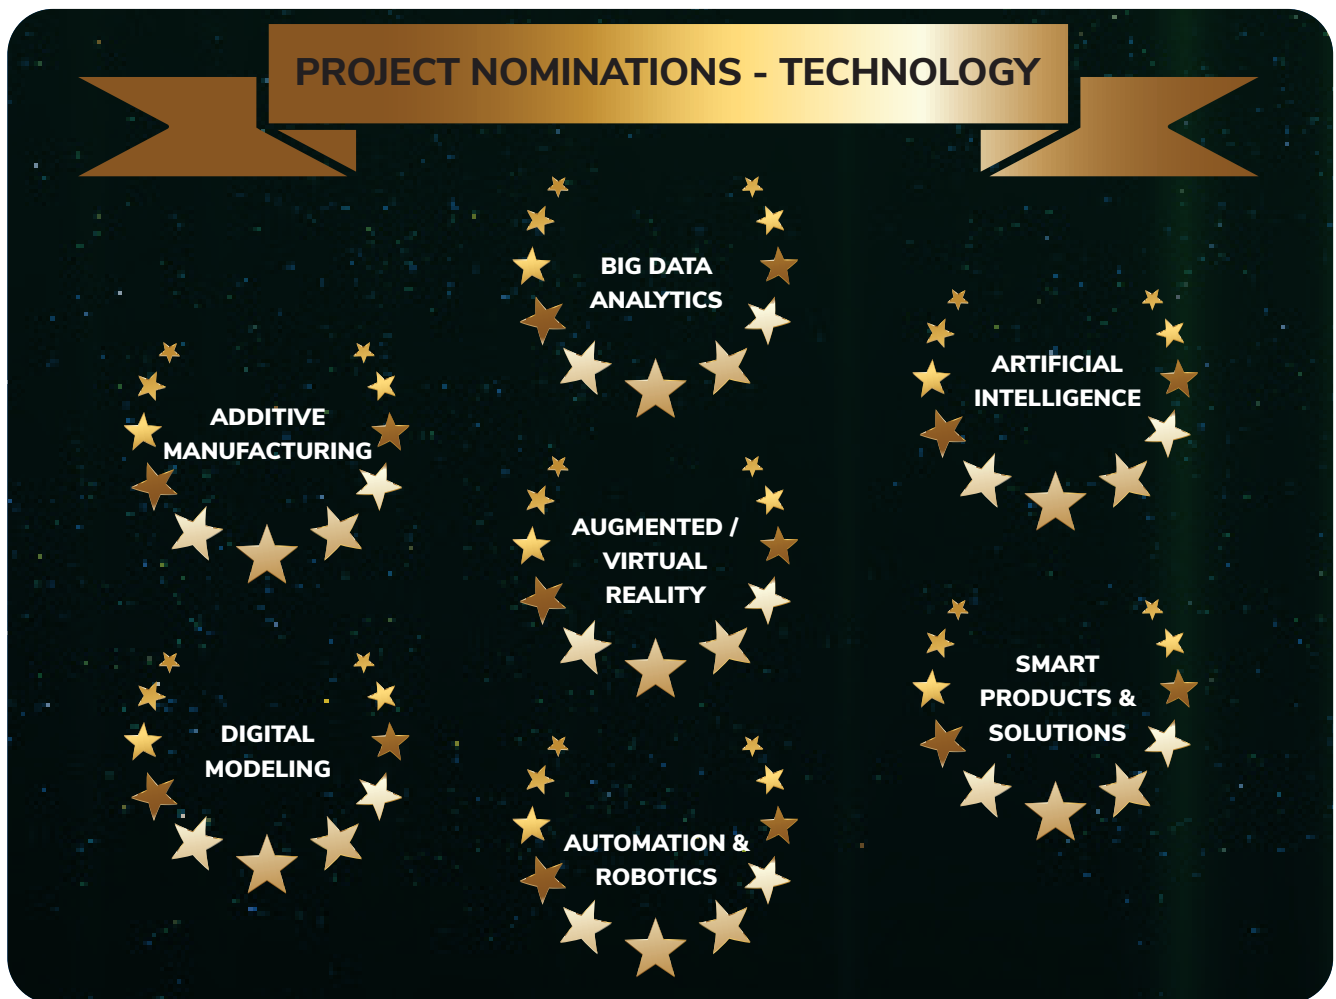 PROJECT NOMINATIONS - TECHNOLOGY
BIG DATA
ANALYTICS
ARTIFICIAL
INTELLIGENCE
ADDITIVE
MANUFACTURING
AUGMENTED /
VIRTUAL
REALITY
SMART
PRODUCTS &
SOLUTIONS
DIGITAL
MODELING
AUTOMATION &
ROBOTICS